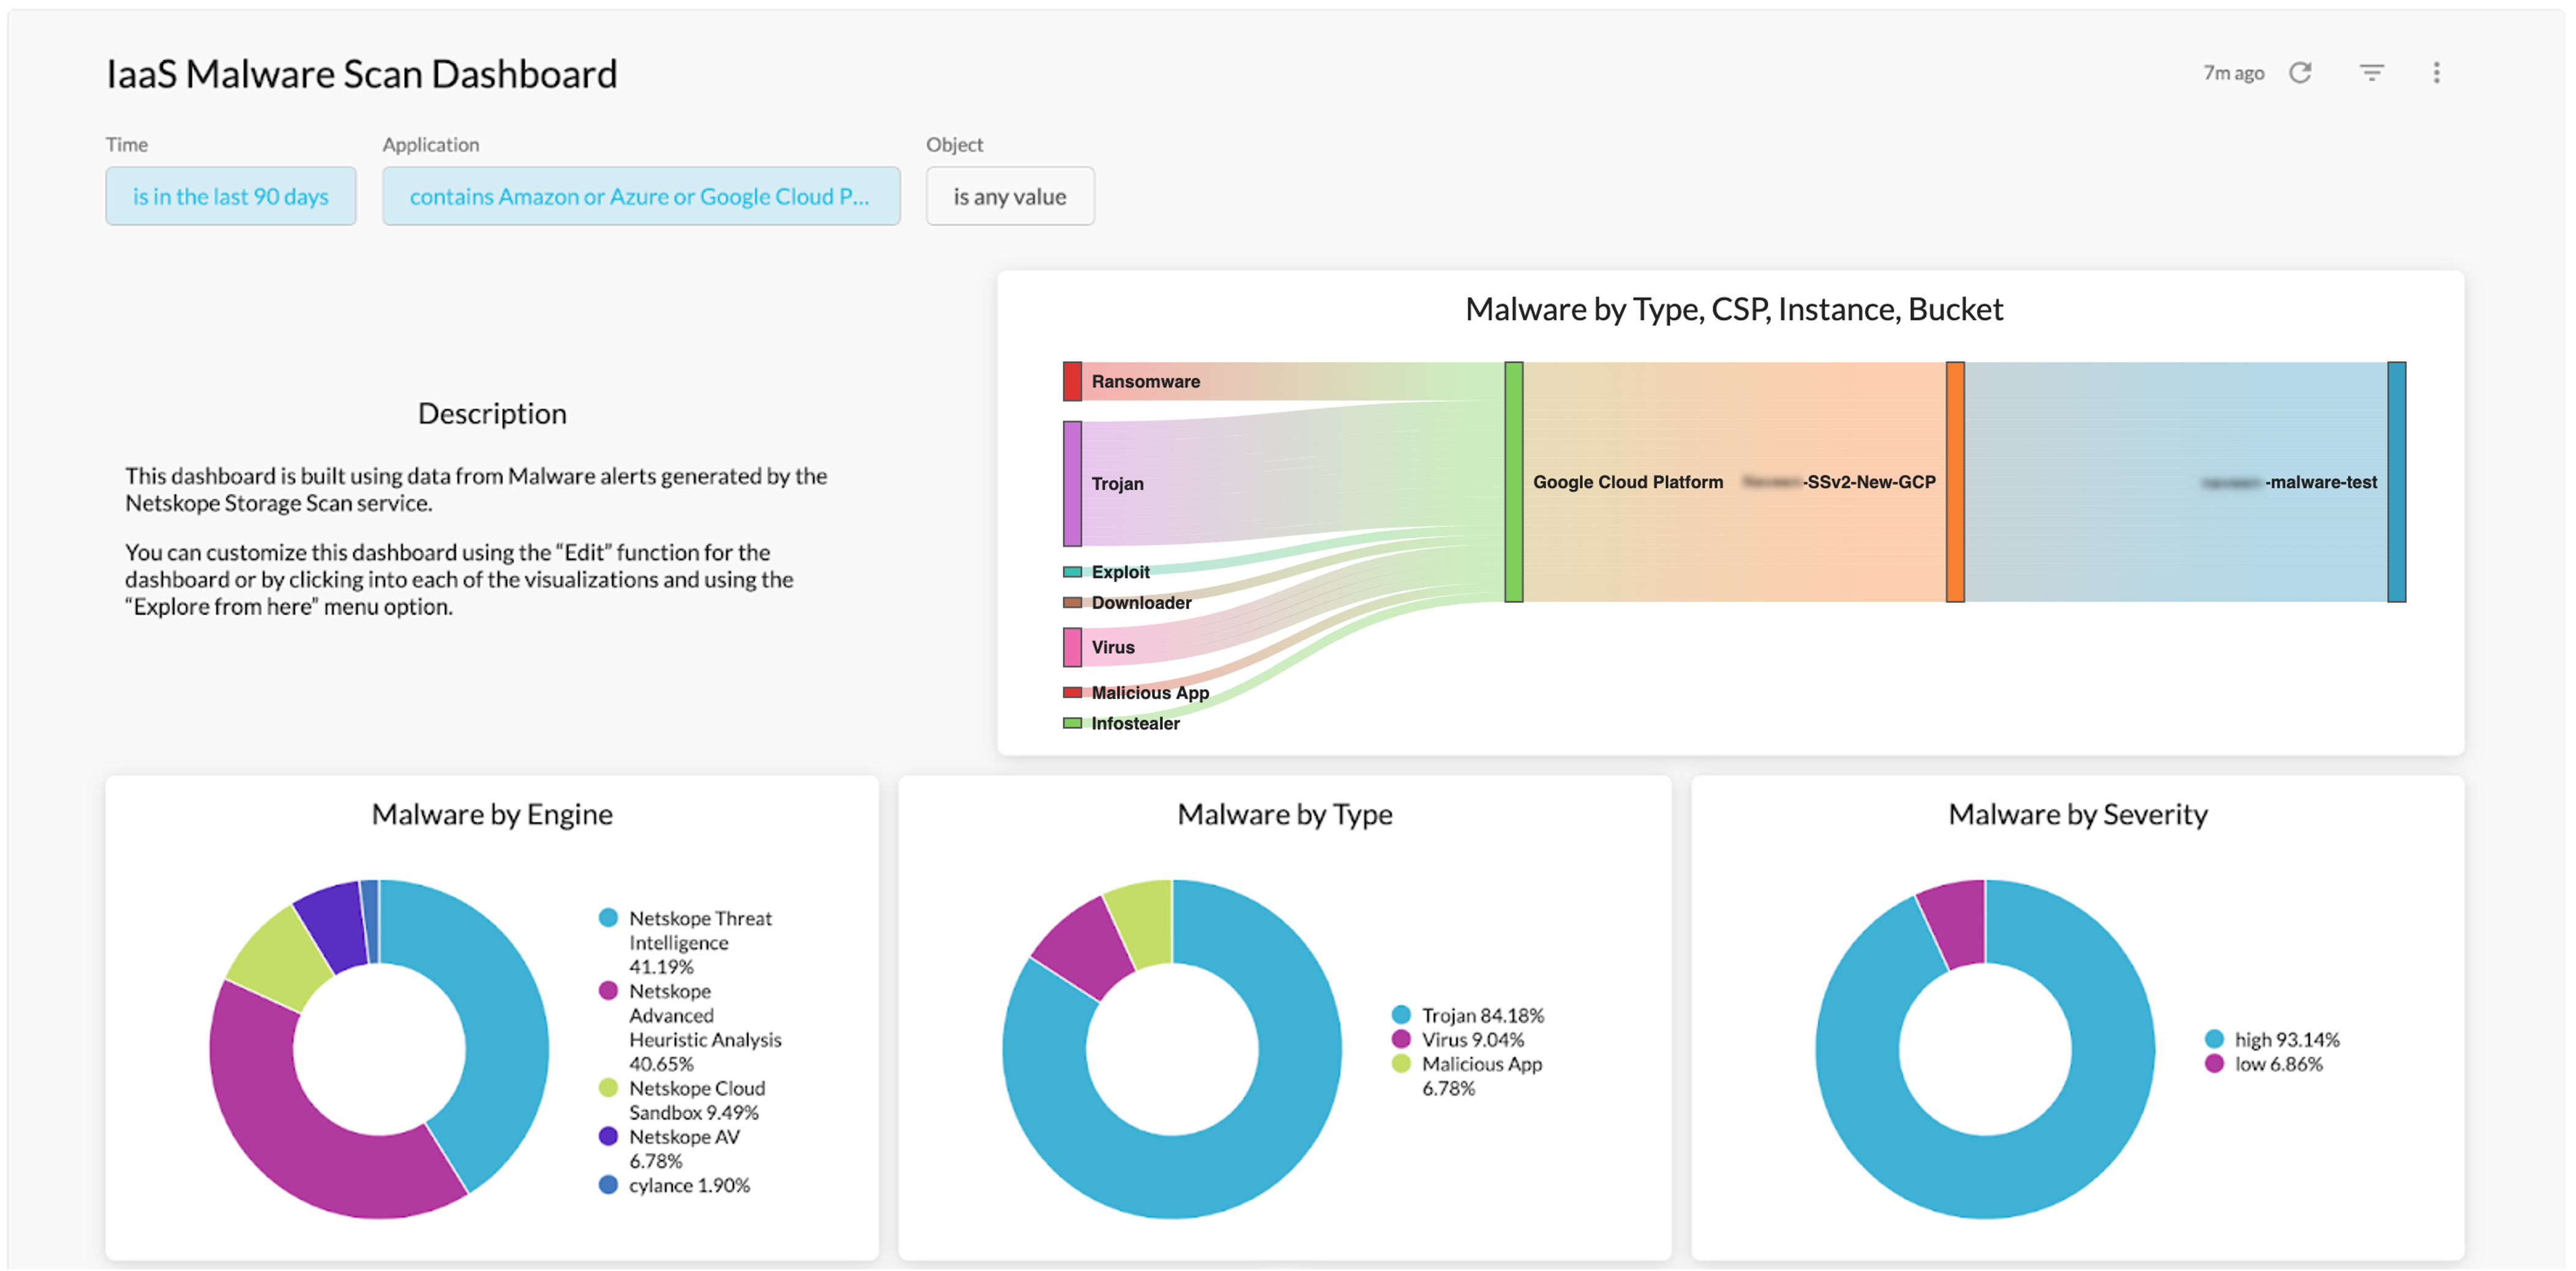 IaaS Malware Scan Dashboard
7m ago
Time
Application
Object
is in the last 90 days
contains Amazon or Azure or Google Cloud P...
is any value
Description
This dashboard is built using data from Malware alerts generated by the
Netskope Storage Scan service.
You can customize this dashboard using the “Edit” function for the
dashboard or by clicking into each of the visualizations and using the
“Explore from here” menu option.
Malware by Type, CSP, Instance, Bucket
Ransomware
Trojan
Exploit
Downloader
Virus
Malicious App
Infostealer
Google Cloud Platform
-SSv2-New-GCP
-malware-test
Malware by Engine
Netskope Threat
Intelligence
41.19%
Netskope
Advanced
Heuristic Analysis
40.65%
Netskope Cloud
Sandbox 9.49%
Netskope AV
6.78%
cylance 1.90%
Malware by Type
Trojan 84.18%
Virus 9.04%
Malicious App
6.78%
Malware by Severity
high 93.14%
low 6.86%